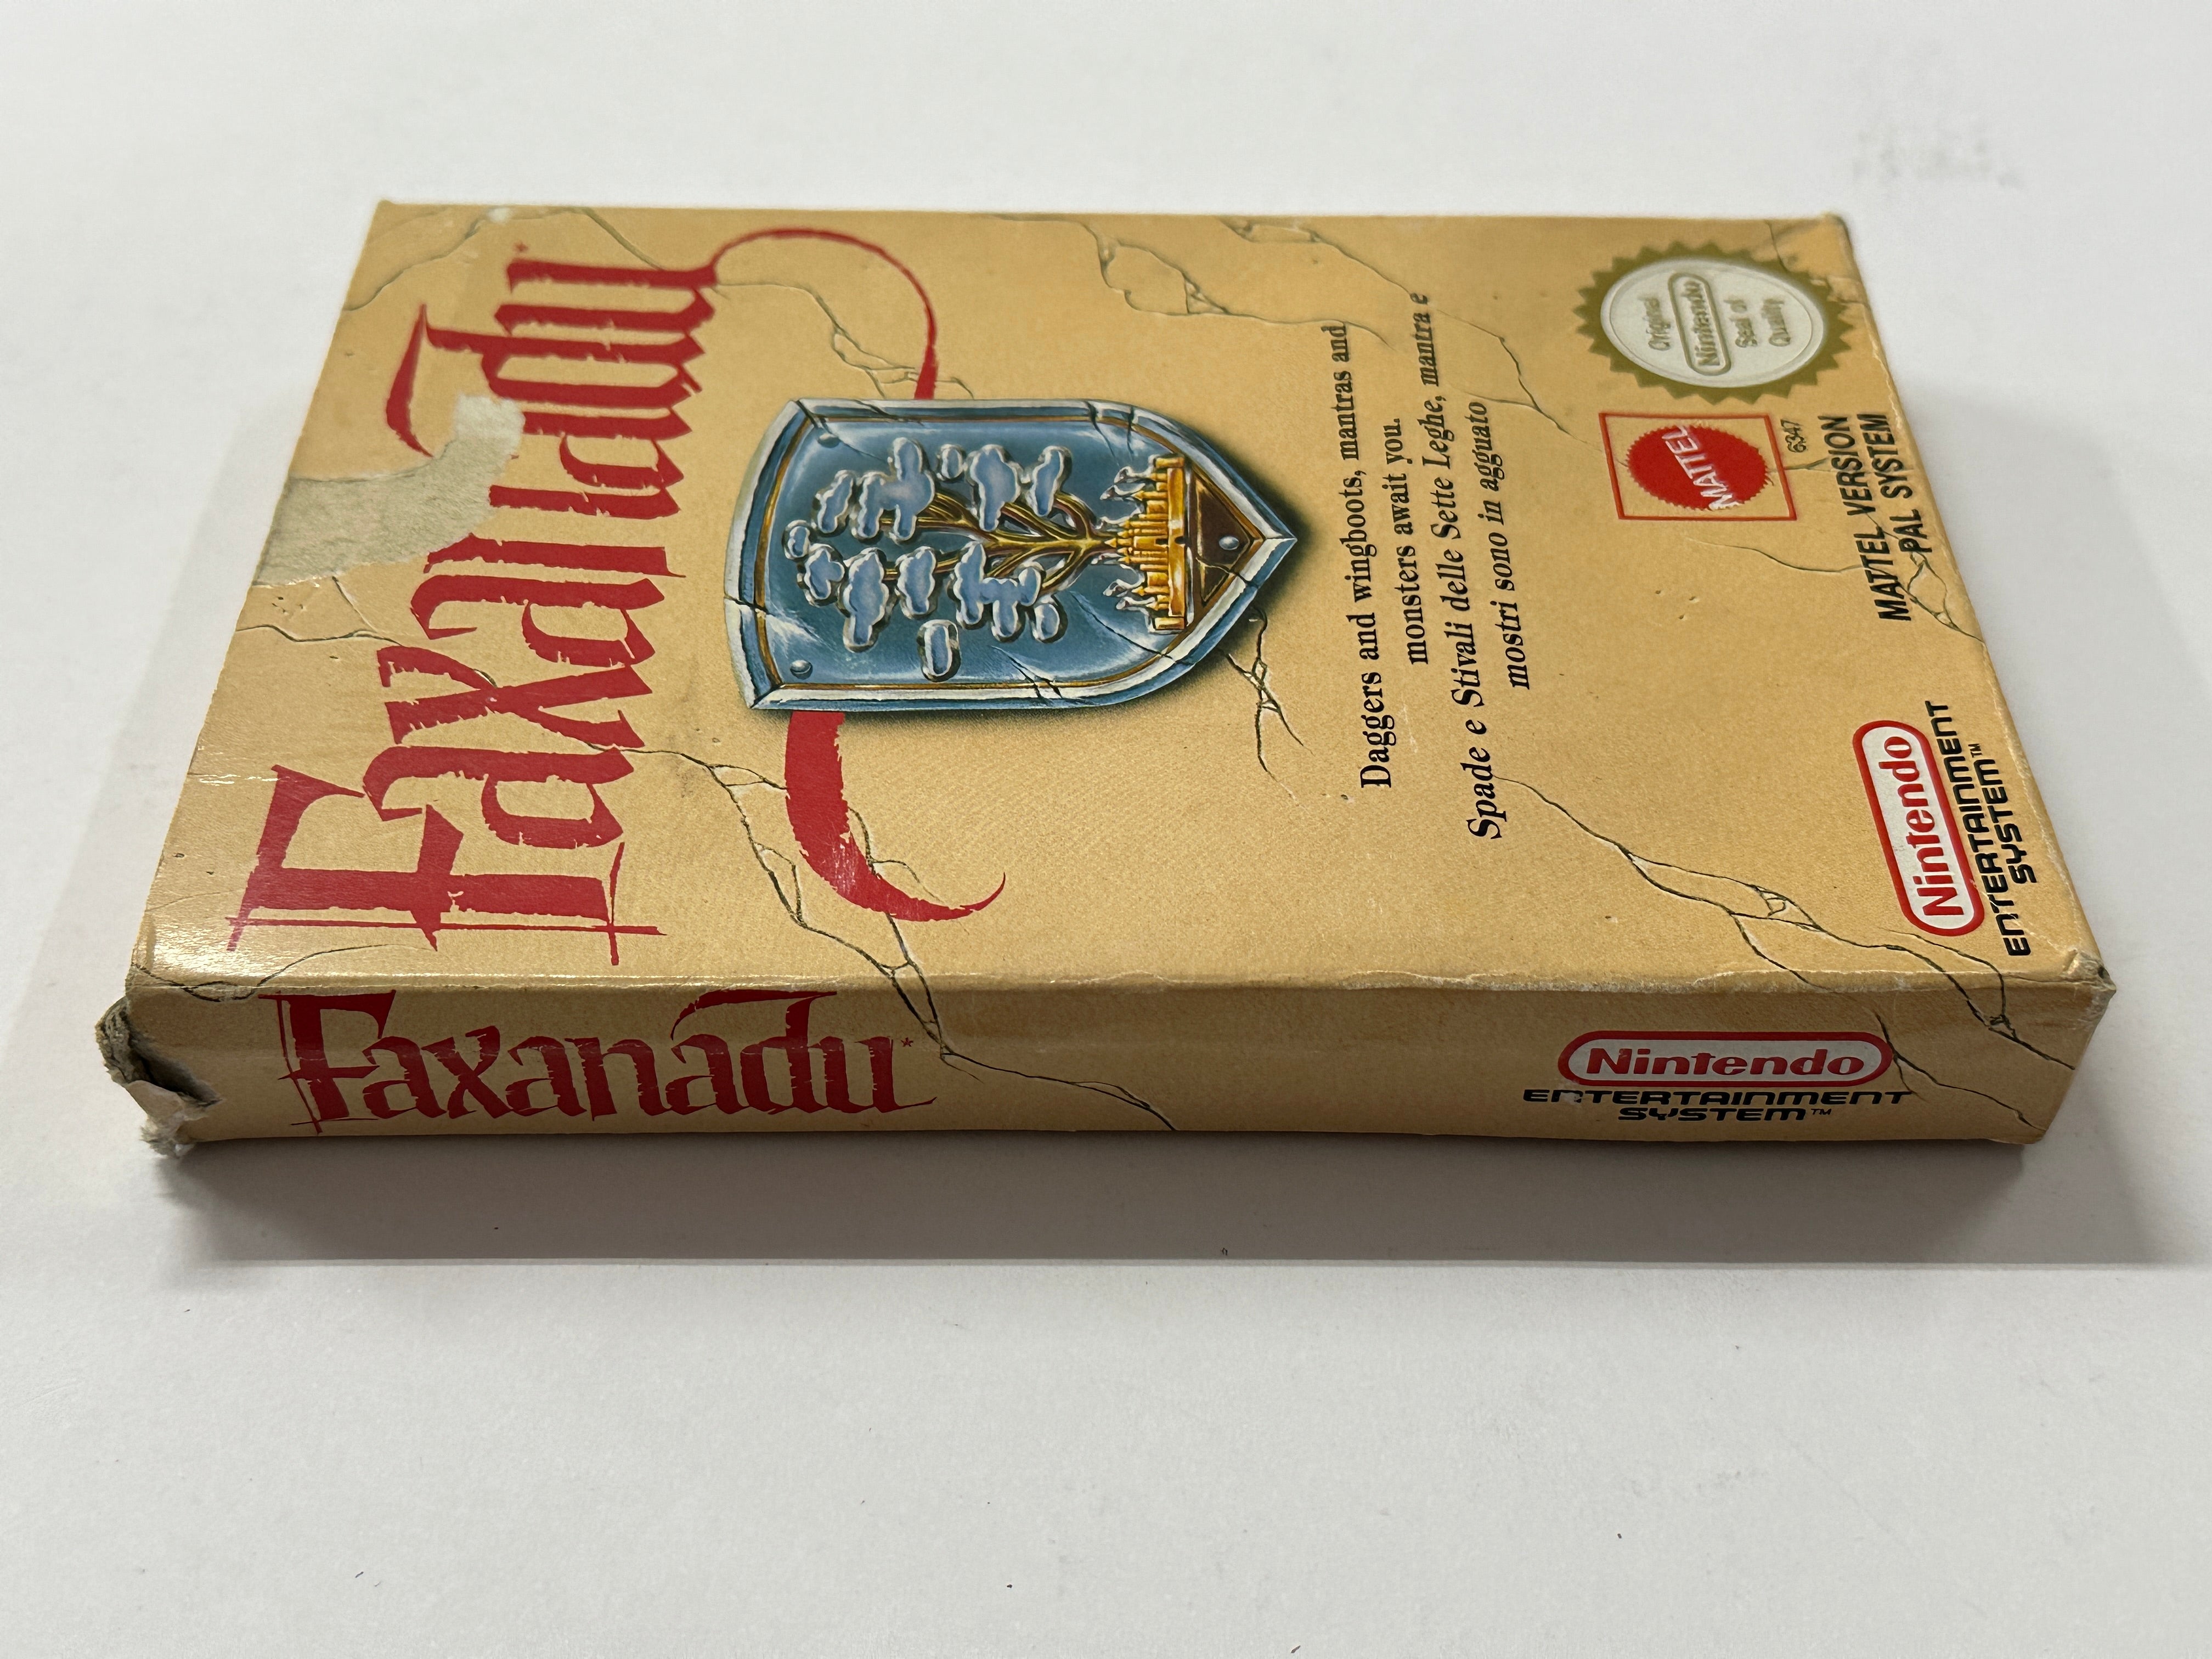 Faxanadu*
Daggers and wingboots, mantras and
monsters await you.
Spade e Stivali delle Sette Leghe, mantra e
mostri sono in agguato
Original
Nintendo
Seal of
Quality
MATTEL
6347
MATTEL VERSION
PAL SYSTEM
Nintendo
ENTERTAINMENT
SYSTEM™
Faxanadu*
Nintendo
ENTERTAINMENT
SYSTEM™